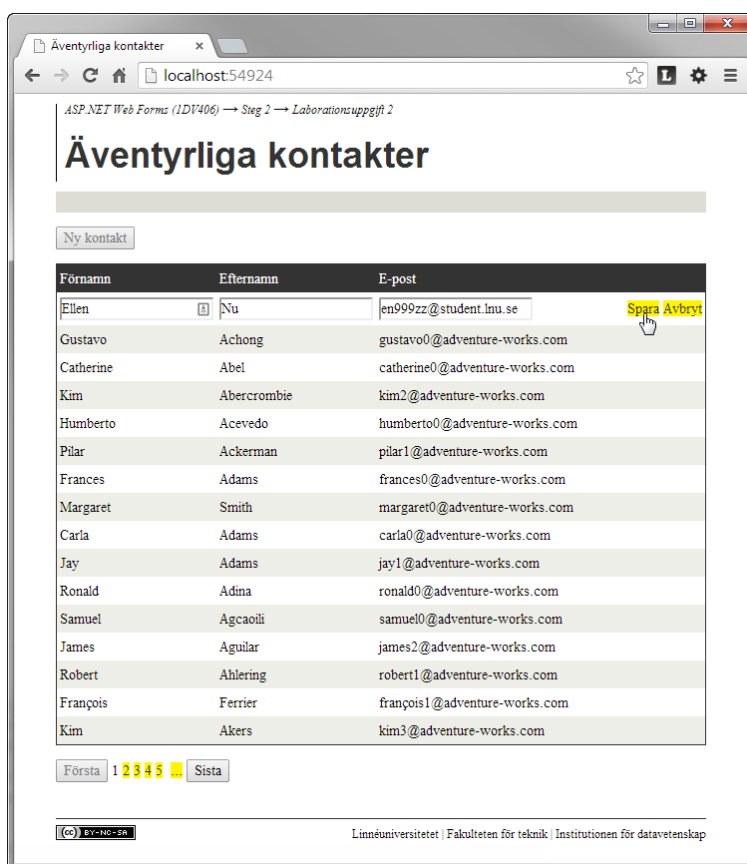 Äventyrliga kontakter
localhost:54924
ASP.NET Web Forms (1DV406) → Steg 2 → Laborationsuppgift 2
Äventyrliga kontakter
Ny kontakt
Förnamn Efternamn E-post
Ellen Nu en999zz@student.lnu.se Spara Avbryt
Gustavo Achong gustavo0@adventure-works.com
Catherine Abel catherine0@adventure-works.com
Kim Abercrombie kim2@adventure-works.com
Humberto Acevedo humberto0@adventure-works.com
Pilar Ackerman pilar1@adventure-works.com
Frances Adams frances0@adventure-works.com
Margaret Smith margaret0@adventure-works.com
Carla Adams carla0@adventure-works.com
Jay Adams jay1@adventure-works.com
Ronald Adina ronald0@adventure-works.com
Samuel Agcaoili samuel0@adventure-works.com
James Aguilar james2@adventure-works.com
Robert Ahlering robert1@adventure-works.com
François Ferrier françois1@adventure-works.com
Kim Akers kim3@adventure-works.com
Första 1 2 3 4 5 ... Sista
(cc) BY-NC-SA Linnéuniversitetet | Fakulteten för teknik | Institutionen för datavetenskap